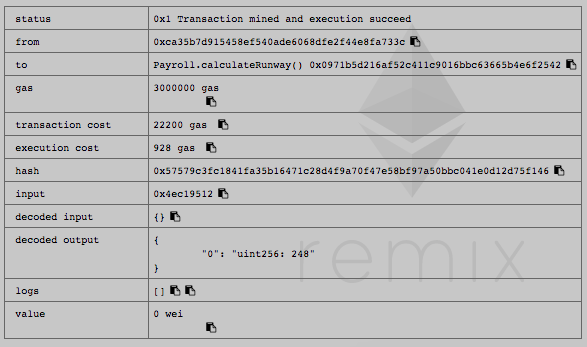 status 0x1 Transaction mined and execution succeed
from 0xca35b7d915458ef540ade6068dfe2f44e8fa733c
to Payroll.calculateRunway() 0x0971b5d216af52c411c9016bbc63665b4e6f2542
gas 3000000 gas
transaction cost 22200 gas
execution cost 928 gas
hash 0x57579c3fc1841fa35b16471c28d4f9a70f47e58bf97a50bbc041e0d12d75f146
input 0x4ec19512
decoded input {}
decoded output {
"0": "uint256: 248"
}
logs []
value 0 wei
remix